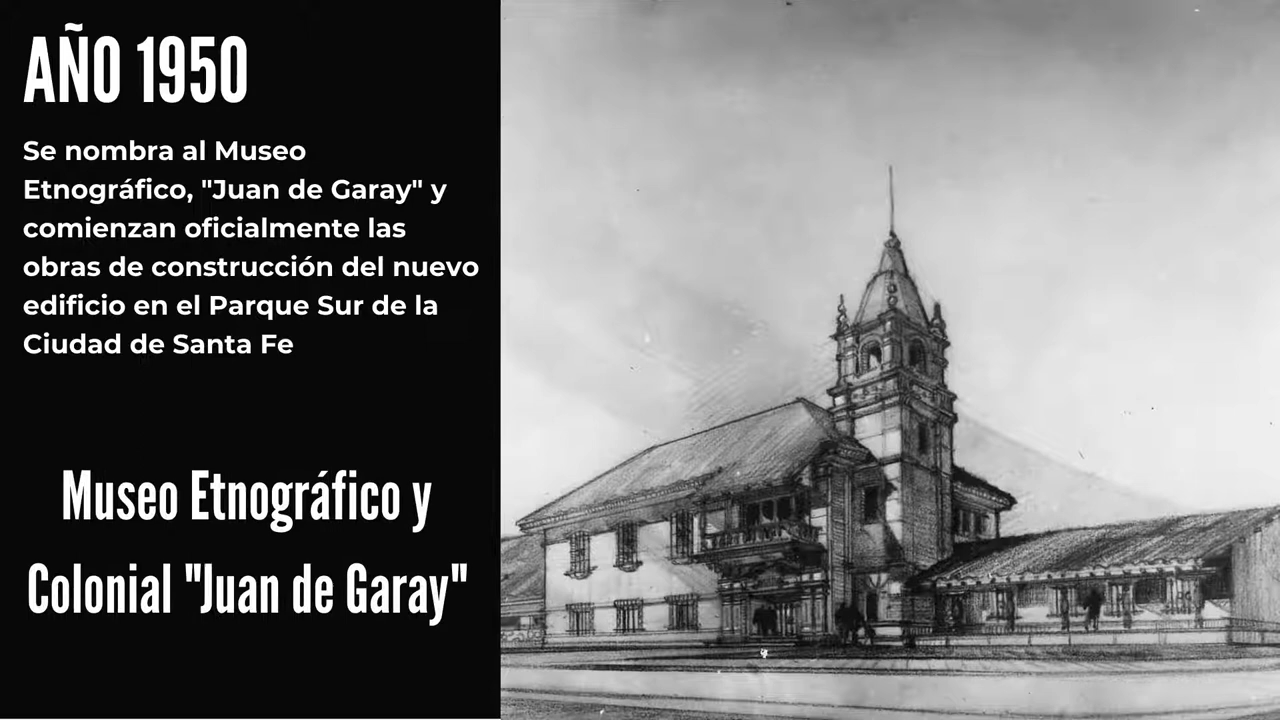 AÑO 1950
Se nombra al Museo
Etnográfico, "Juan de Garay" y
comienzan oficialmente las
obras de construcción del nuevo
edificio en el Parque Sur de la
Ciudad de Santa Fe
Museo Etnográfico y
Colonial "Juan de Garay"